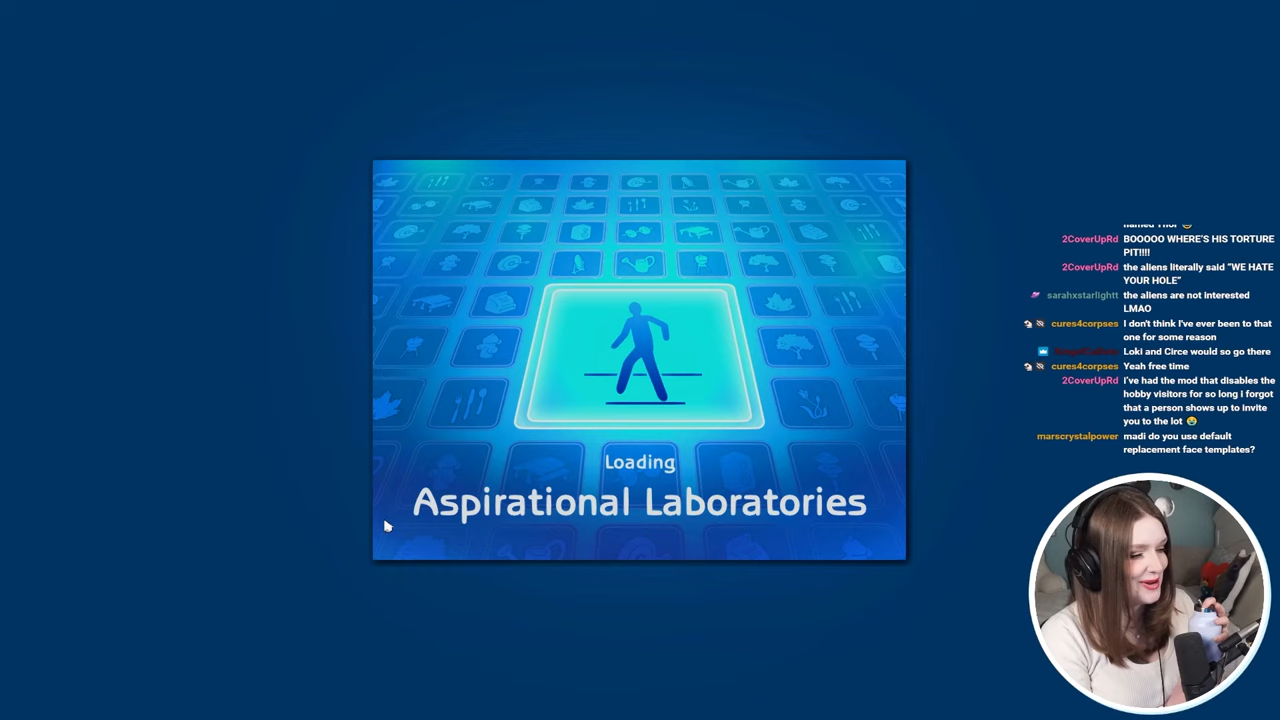 Loading
Aspirational Laboratories
2CoverUpRd BOOOOO WHERE'S HIS TORTURE
PIT!!!!
2CoverUpRd the aliens literally said "WE HATE
YOUR HOLE"
sarahxstarlightt the aliens are not interested
LMAO
cures4corpses I don't think I've ever been to that
one for some reason
Loki and Circe would so go there
cures4corpses Yeah free time
2CoverUpRd I've had the mod that disables the
hobby visitors for so long i forgot
that a person shows up to invite
you to the lot 😭
marscrystalpower madi do you use default
replacement face templates?